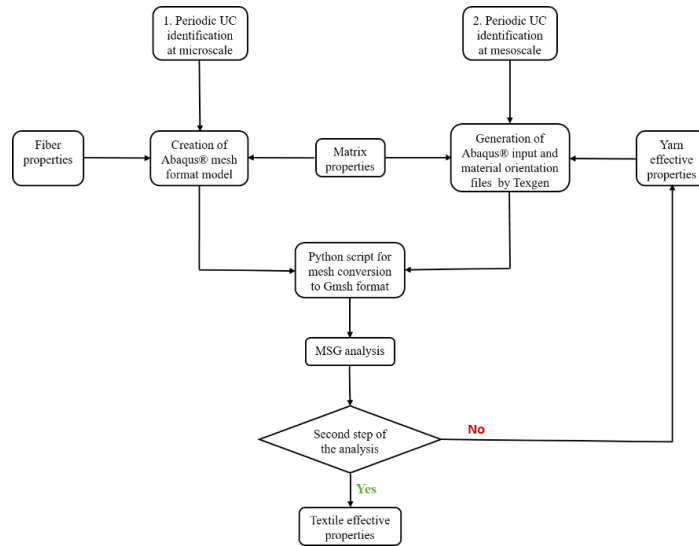 1. Periodic UC
identification
at microscale
2. Periodic UC
identification
at mesoscale
Fiber
properties
Creation of
Abaqus® mesh
format model
Matrix
properties
Generation of
Abaqus® input and
material orientation
files by Texgen
Yarn
effective
properties
Python script for
mesh conversion
to Gmsh format
MSG analysis
Second step of
the analysis
No
Yes
Textile effective
properties